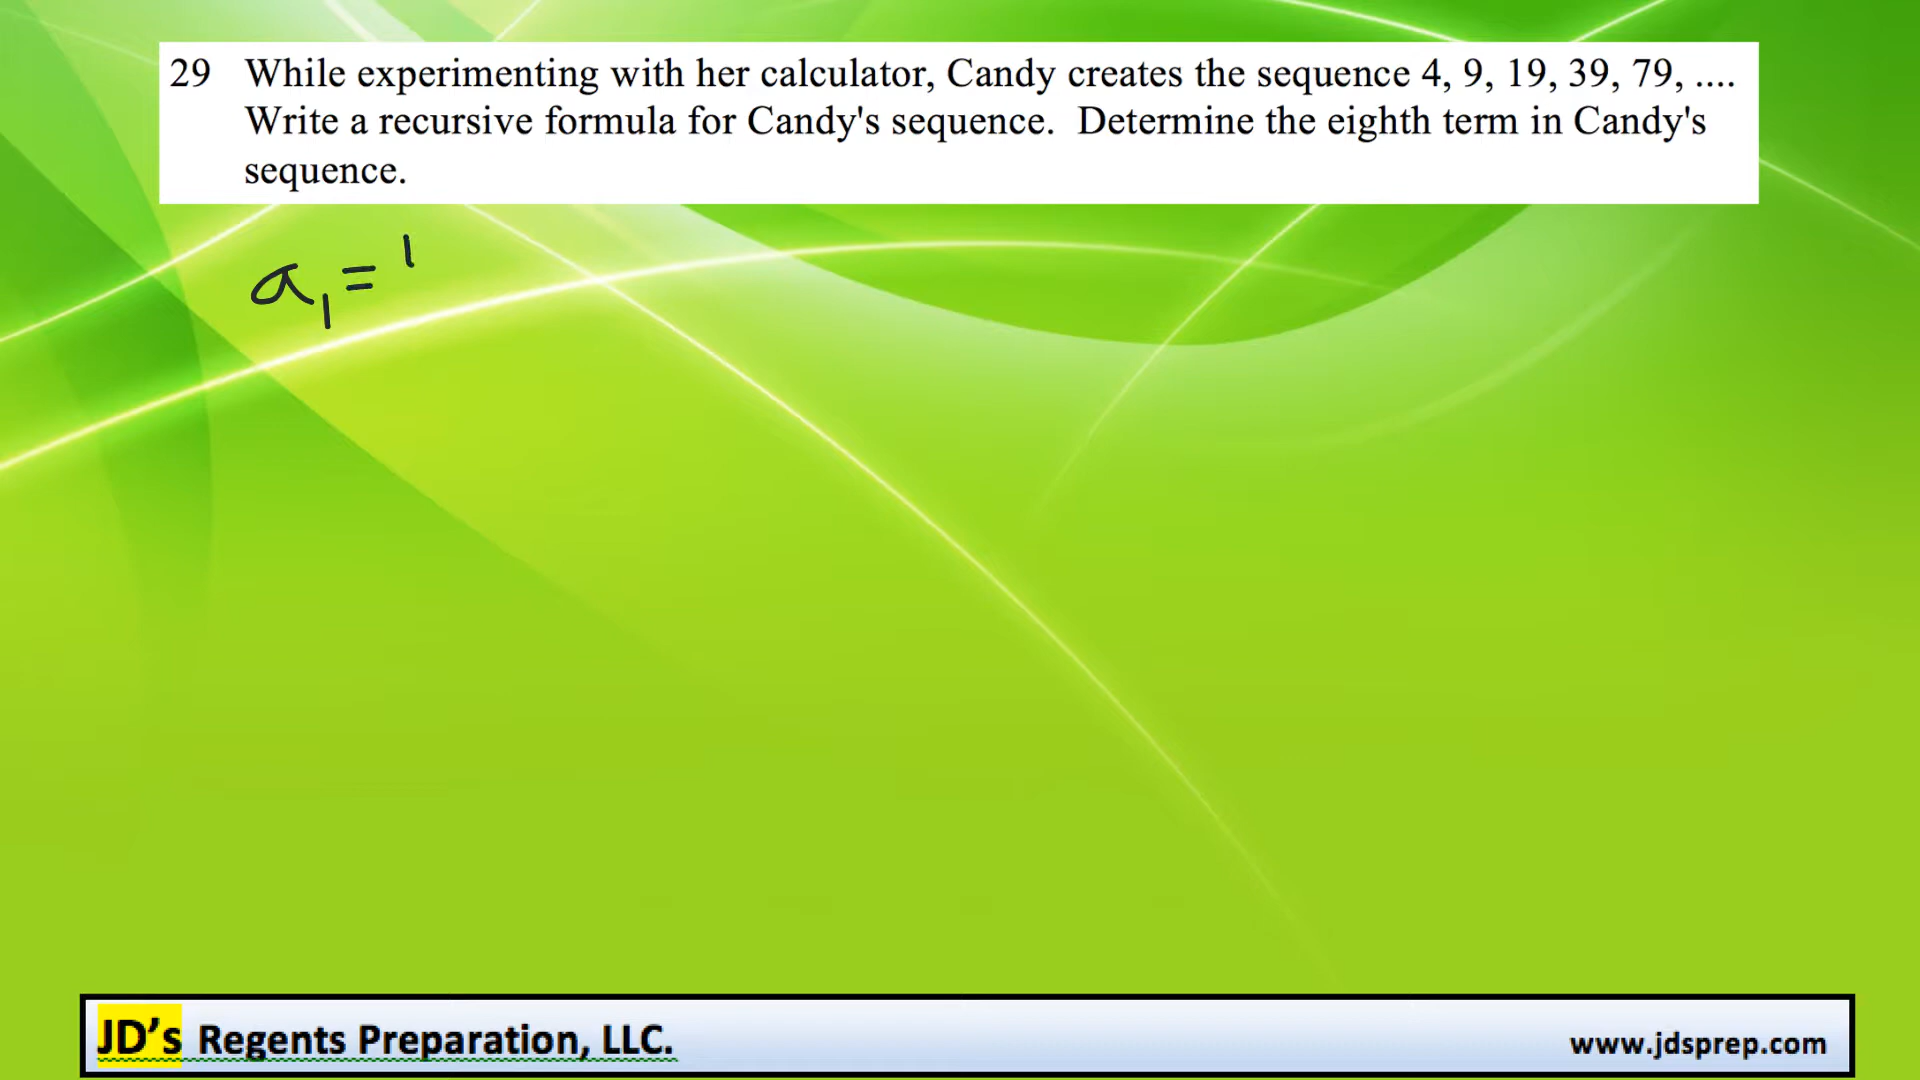 29 While experimenting with her calculator, Candy creates the sequence 4, 9, 19, 39, 79, ....
Write a recursive formula for Candy's sequence. Determine the eighth term in Candy's
sequence.
a₁ =
JD's Regents Preparation, LLC.
www.jdsprep.com